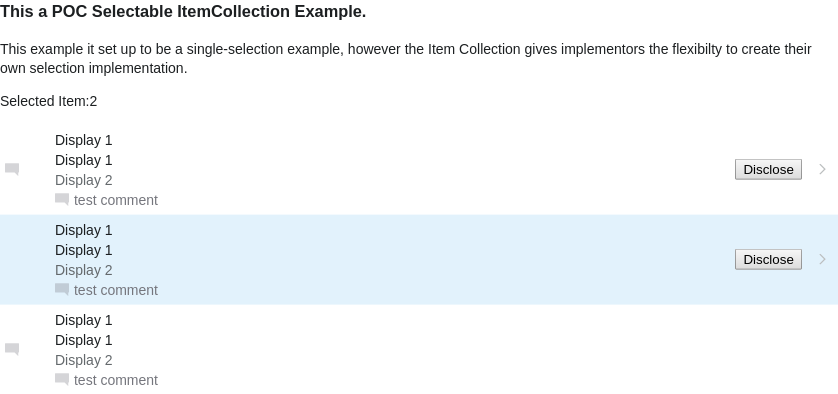 This a POC Selectable ItemCollection Example.
This example it set up to be a single-selection example, however the Item Collection gives implementors the flexibilty to create their
own selection implementation.
Selected Item:2
Display 1
Display 1
Display 2
test comment
Disclose
Display 1
Display 1
Display 2
test comment
Disclose
Display 1
Display 1
Display 2
test comment